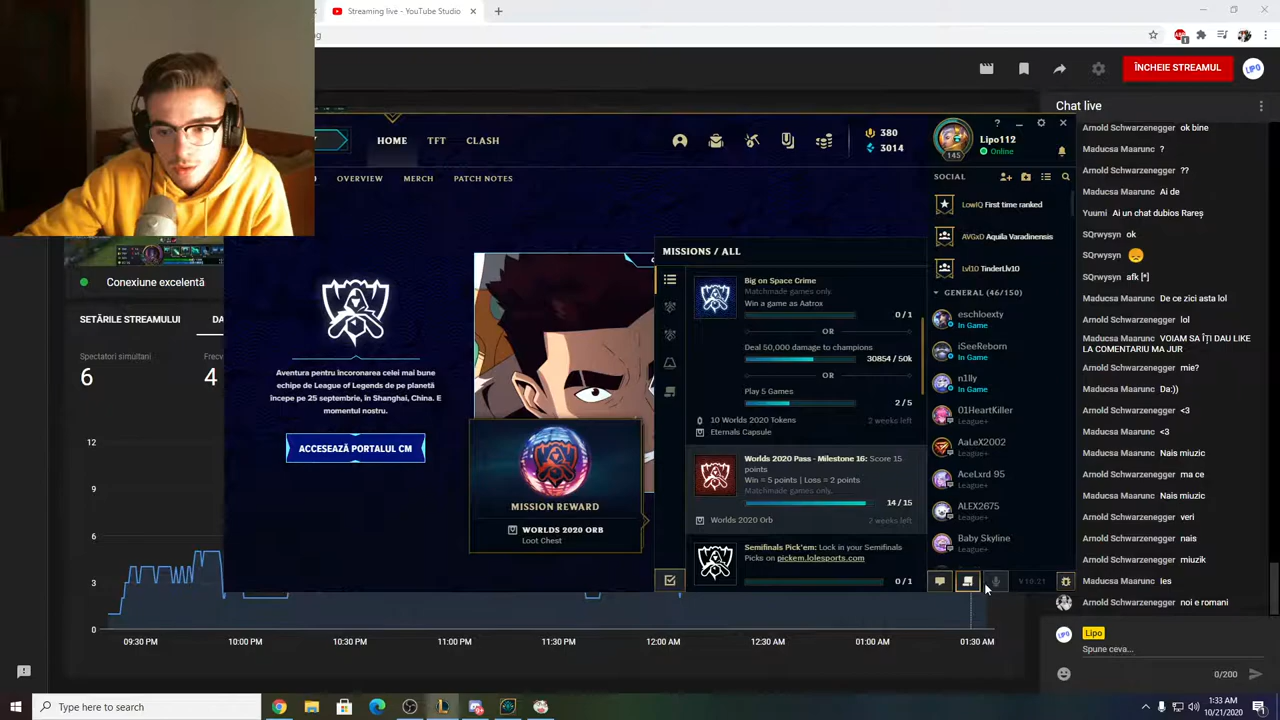 Streaming live - YouTube Studio
ÎNCHEIE STREAMUL
LIPO
Chat live
Arnold Schwarzenegger ok bine
Maducsa Maarunc ?
Arnold Schwarzenegger ??
Maducsa Maarunc Ai de
Yuumi Ai un chat dubios Rareș
SQrwysyn ok
SQrwysyn 😞
SQrwysyn afk [*]
Maducsa Maarunc De ce zici asta lol
Arnold Schwarzenegger lol
Maducsa Maarunc VOIAM SA ÎȚI DAU LIKE
LA COMENTARIU MA JUR
Arnold Schwarzenegger mie?
Maducsa Maarunc Da:))
Arnold Schwarzenegger <3
Maducsa Maarunc <3
Maducsa Maarunc Nais miuzic
Arnold Schwarzenegger ma ce
Maducsa Maarunc Nais miuzic
Arnold Schwarzenegger veri
Arnold Schwarzenegger nais
Arnold Schwarzenegger miuzik
Maducsa Maarunc Ies
Arnold Schwarzenegger noi e romani
Lipo
Spune ceva...
0/200
HOME TFT CLASH
380
3014
145
Lipo112
Online
OVERVIEW MERCH PATCH NOTES
SOCIAL
LowIQ First time ranked
AVGxD Aquila Varadinensis
Lvl10 TinderLlv10
GENERAL (46/150)
eschloexty
In Game
iSeeReborn
In Game
n1lly
In Game
01HeartKiller
League+
AaLeX2002
League+
AceLxrd 95
League+
ALEX2675
League+
Baby Skyline
League+
V10.21
MISSIONS / ALL
Big on Space Crime
Matchmade games only.
Win a game as Aatrox
0 / 1
OR
Deal 50,000 damage to champions
30854 / 50k
OR
Play 5 Games
2 / 5
10 Worlds 2020 Tokens
2 weeks left
Eternals Capsule
Worlds 2020 Pass - Milestone 16: Score 15
points
Win = 5 points | Loss = 2 points
Matchmade games only.
14 / 15
Worlds 2020 Orb
2 weeks left
Semifinals Pick'em: Lock in your Semifinals
Picks on pickem.lolesports.com
0 / 1
MISSION REWARD
WORLDS 2020 ORB
Loot Chest
Aventura pentru încoronarea celei mai bune
echipe de League of Legends de pe planetă
începe pe 25 septembrie, în Shanghai, China. E
momentul nostru.
ACCESEAZĂ PORTALUL CM
Conexiune excelentă
SETĂRILE STREAMULUI
Spectatori simultani
6
4
12
9
6
3
0
09:30 PM 10:00 PM 10:30 PM 11:00 PM 11:30 PM 12:00 AM 12:30 AM 01:00 AM 01:30 AM
Type here to search
1:33 AM
10/21/2020